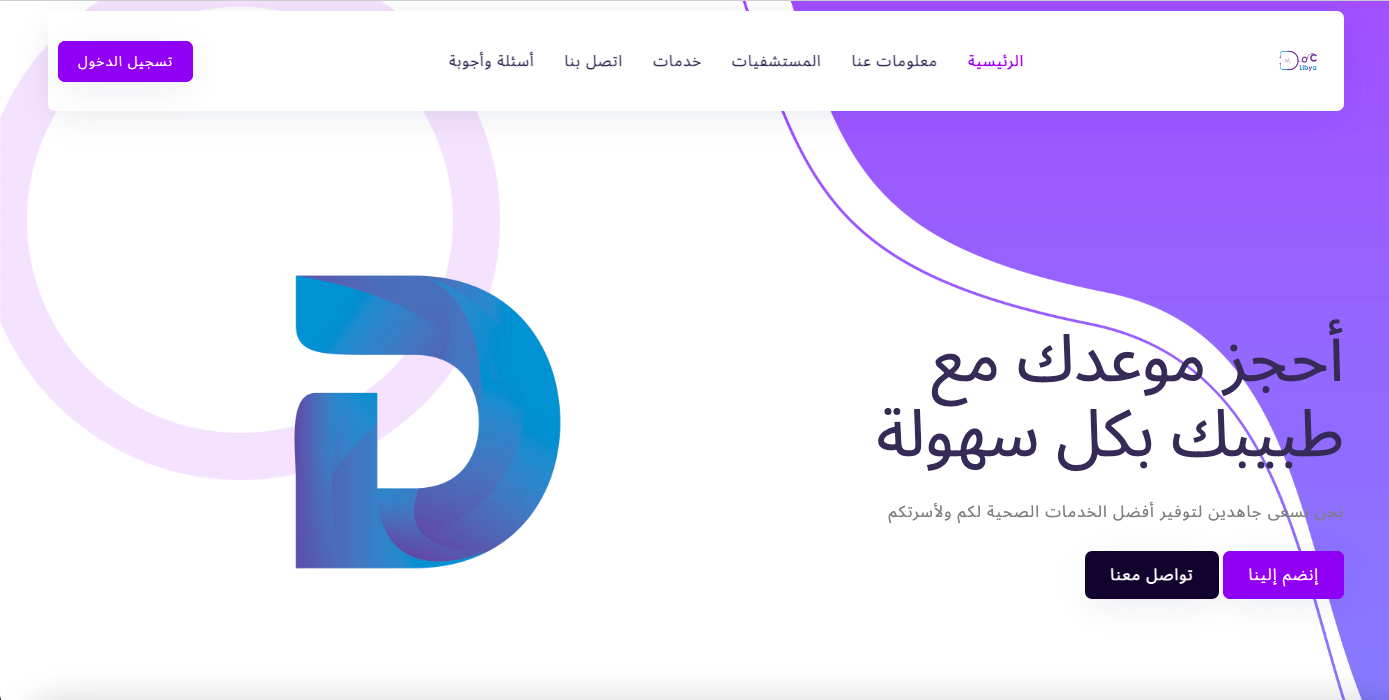 الرئيسية
معلومات عنا
المستشفيات
خدمات
اتصل بنا
أسئلة وأجوبة
تسجيل الدخول
Libya
أحجز موعدك مع
طبيبك بكل سهولة
نحن نسعى جاهدين لتوفير أفضل الخدمات الصحية لكم ولأسرتكم
إنضم إلينا
تواصل معنا
D